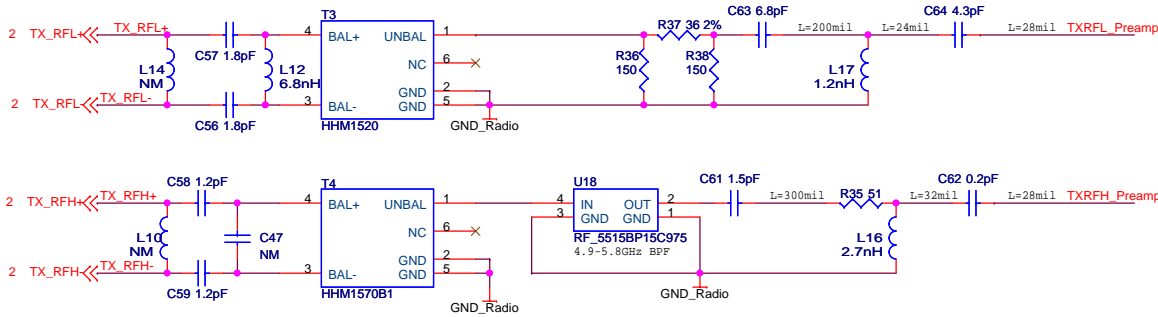 T3
C63 6.8pF
C64 4.3pF
R37 36 2%
2 TX_RFL+
TX_RFL+
4
BAL+
UNBAL
1
L=200mil
L=24mil
L=28mil
TXRFL_Preamp
C57 1.8pF
R36
150
R38
150
L14
NM
L12
6.8nH
NC
6
L17
1.2nH
GND
2
2 TX_RFL-
TX_RFL-
3
BAL-
GND
5
C56 1.8pF
HHM1520
GND_Radio
C58 1.2pF
T4
U18
C61 1.5pF
C62 0.2pF
2 TX_RFH+
TX_RFH+
4
BAL+
UNBAL
1
4
IN
OUT
2
L=300mil
R35 51
L=32mil
L=28mil
TXRFH_Preamp
3
GND
GND
1
L10
NM
C47
NM
NC
6
RF_5515BP15C975
4.9-5.8GHz BPF
L16
2.7nH
GND
2
2 TX_RFH-
TX_RFH-
3
BAL-
GND
5
C59 1.2pF
HHM1570B1
GND_Radio
GND_Radio